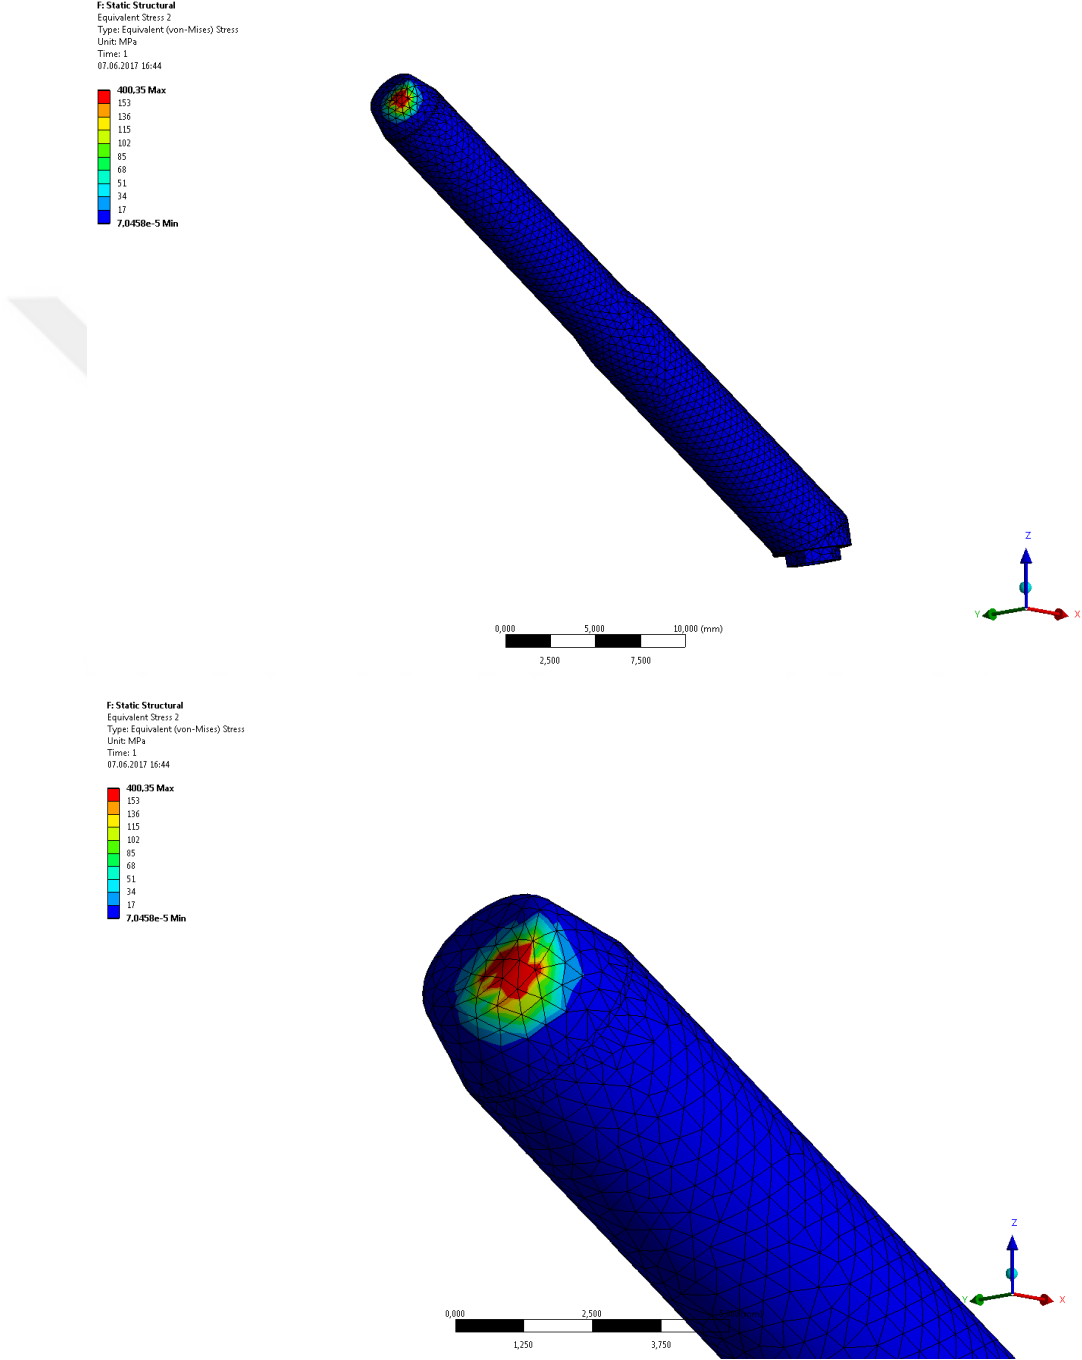 F: Static Structural
Equivalent Stress 2
Type: Equivalent (von-Mises) Stress
Unit: MPa
Time: 1
07.06.2017 16:44
400,35 Max
153
136
115
102
85
68
51
34
17
7,0458e-5 Min
Z
Y
X
0,000 5,000 10,000 (mm)
2,500 7,500
F: Static Structural
Equivalent Stress 2
Type: Equivalent (von-Mises) Stress
Unit: MPa
Time: 1
07.06.2017 16:44
400,35 Max
153
136
115
102
85
68
51
34
17
7,0458e-5 Min
Z
Y
X
0,000 2,500
1,250 3,750